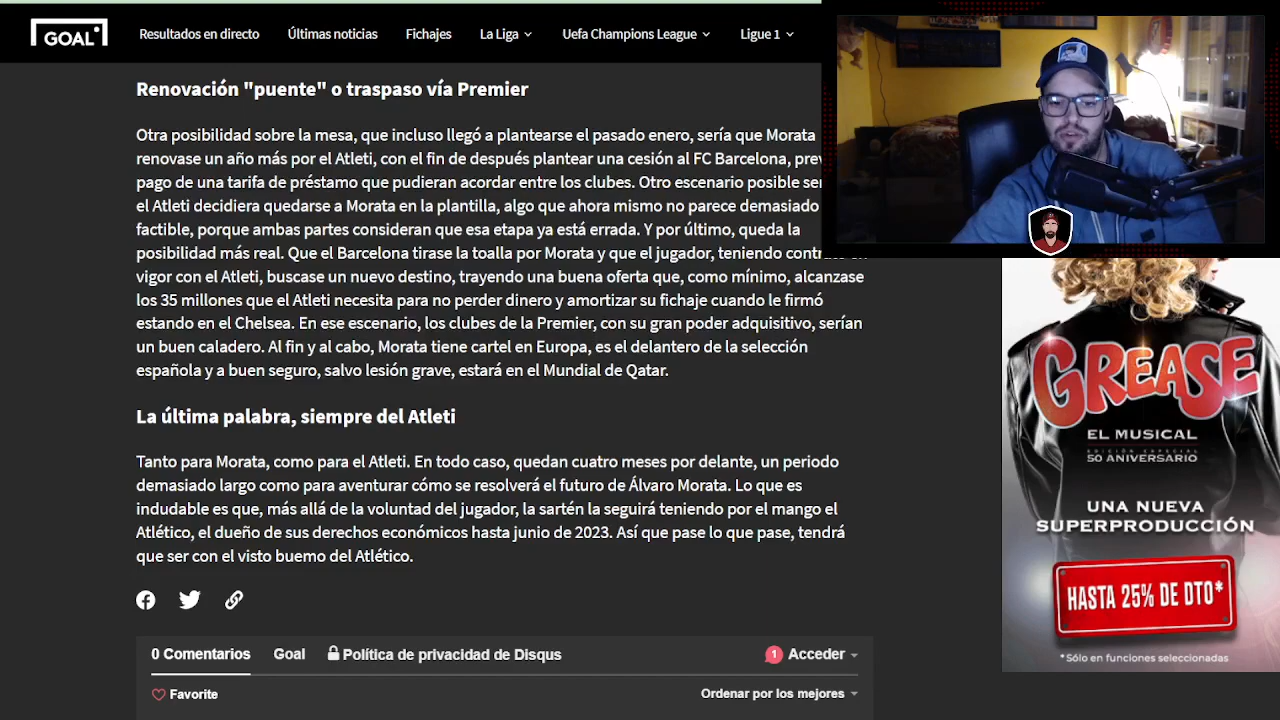 GOAL
Resultados en directo
Últimas noticias
Fichajes
La Liga
Uefa Champions League
Ligue 1
Renovación "puente" o traspaso vía Premier
Otra posibilidad sobre la mesa, que incluso llegó a plantearse el pasado enero, sería que Morata
renovase un año más por el Atleti, con el fin de después plantear una cesión al FC Barcelona,
pago de una tarifa de préstamo que pudieran acordar entre los clubes. Otro escenario posible
el Atleti decidiera quedarse a Morata en la plantilla, algo que ahora mismo no parece demasiado
factible, porque ambas partes consideran que esa etapa ya está errada. Y por último, queda la
posibilidad más real. Que el Barcelona tirase la toalla por Morata y que el jugador, teniendo
vigor con el Atleti, buscase un nuevo destino, trayendo una buena oferta que, como mínimo, alcanzase
los 35 millones que el Atleti necesita para no perder dinero y amortizar su fichaje cuando le firmó
estando en el Chelsea. En ese escenario, los clubes de la Premier, con su gran poder adquisitivo, serían
un buen caladero. Al fin y al cabo, Morata tiene cartel en Europa, es el delantero de la selección
española y a buen seguro, salvo lesión grave, estará en el Mundial de Qatar.
La última palabra, siempre del Atleti
Tanto para Morata, como para el Atleti. En todo caso, quedan cuatro meses por delante, un periodo
demasiado largo como para aventurar cómo se resolverá el futuro de Álvaro Morata. Lo que es
indudable es que, más allá de la voluntad del jugador, la sartén la seguirá teniendo por el mango el
Atlético, el dueño de sus derechos económicos hasta junio de 2023. Así que pase lo que pase, tendrá
que ser con el visto buemo del Atlético.
0 Comentarios
Goal
Política de privacidad de Disqus
1
Acceder
Favorite
Ordenar por los mejores
GREASE
EL MUSICAL
EDICIÓN ESPECIAL
50 ANIVERSARIO
UNA NUEVA
SUPERPRODUCCIÓN
HASTA 25% DE DTO*
*Sólo en funciones seleccionadas